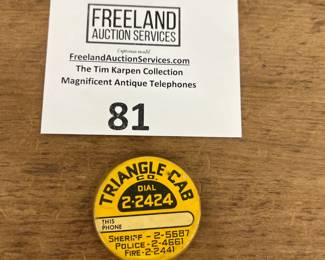 FREELAND
AUCTION SERVICES
FreelandAuctionServices.com
The Tim Karpen Collection
Magnificent Antique Telephones
81
TRIANGLE CAB
CO.
DIAL
2-2424
THIS
PHONE
SHERIFF - 2-5687
POLICE - 2-4661
FIRE - 2-2441